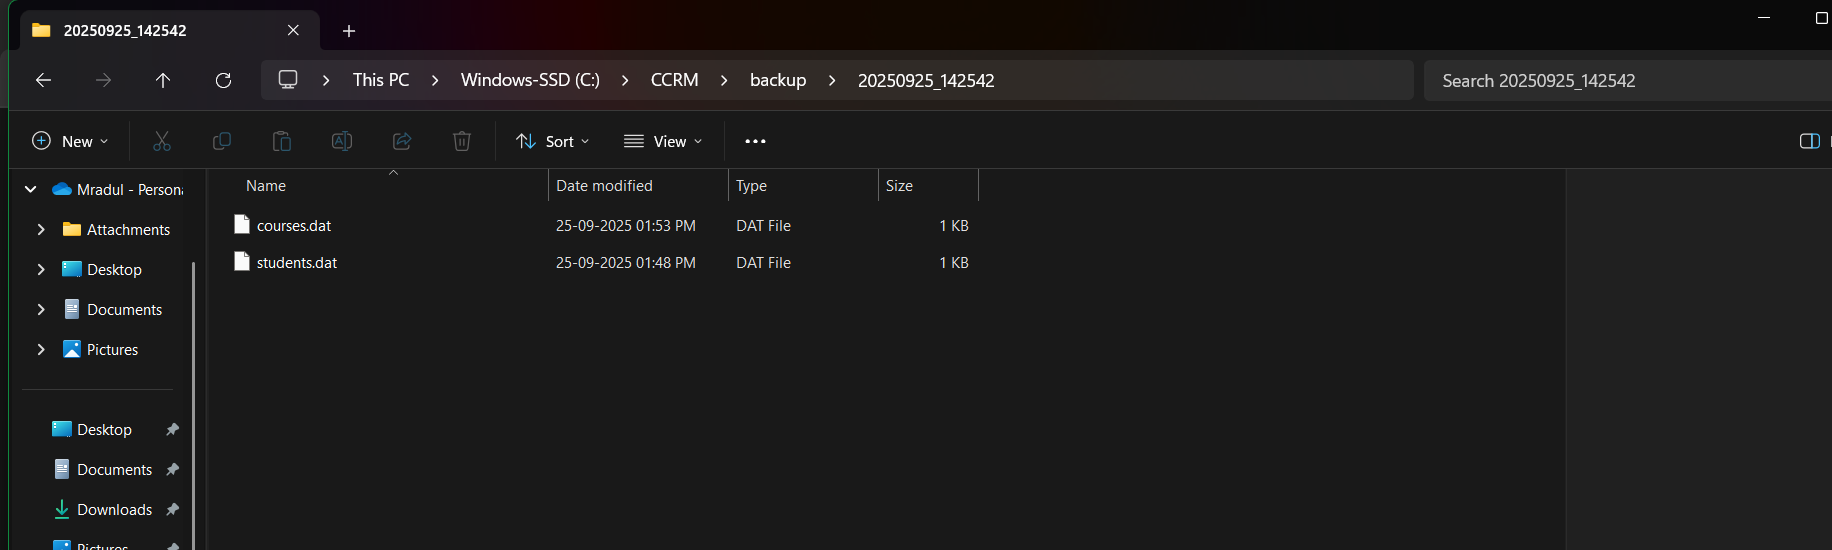 20250925_142542
This PC > Windows-SSD (C:) > CCRM > backup > 20250925_142542
Search 20250925_142542
New
Sort
View
Mradul - Persona
Attachments
Desktop
Documents
Pictures
Desktop
Documents
Downloads
Pictures
Name Date modified Type Size
courses.dat 25-09-2025 01:53 PM DAT File 1 KB
students.dat 25-09-2025 01:48 PM DAT File 1 KB